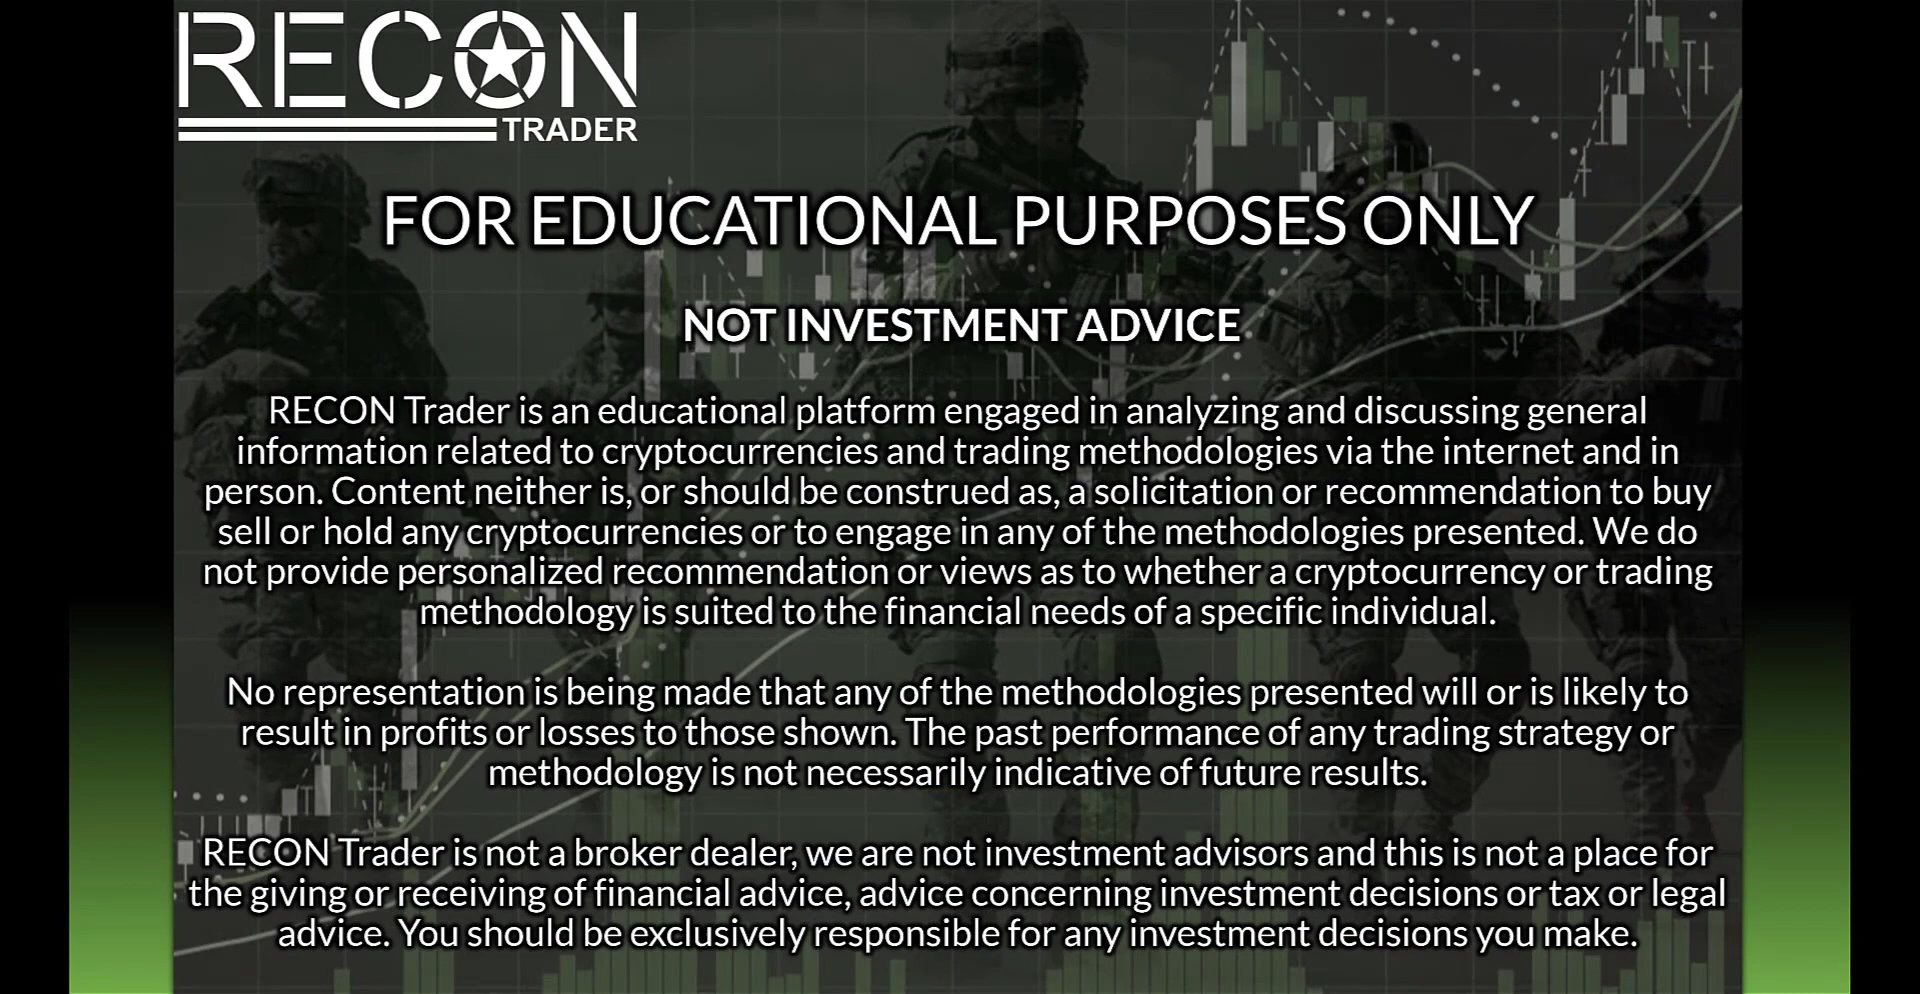 RECON
TRADER
FOR EDUCATIONAL PURPOSES ONLY
NOT INVESTMENT ADVICE
RECON Trader is an educational platform engaged in analyzing and discussing general
information related to cryptocurrencies and trading methodologies via the internet and in
person. Content neither is, or should be construed as, a solicitation or recommendation to buy
sell or hold any cryptocurrencies or to engage in any of the methodologies presented. We do
not provide personalized recommendation or views as to whether a cryptocurrency or trading
methodology is suited to the financial needs of a specific individual.
No representation is being made that any of the methodologies presented will or is likely to
result in profits or losses to those shown. The past performance of any trading strategy or
methodology is not necessarily indicative of future results.
RECON Trader is not a broker dealer, we are not investment advisors and this is not a place for
the giving or receiving of financial advice, advice concerning investment decisions or tax or legal
advice. You should be exclusively responsible for any investment decisions you make.